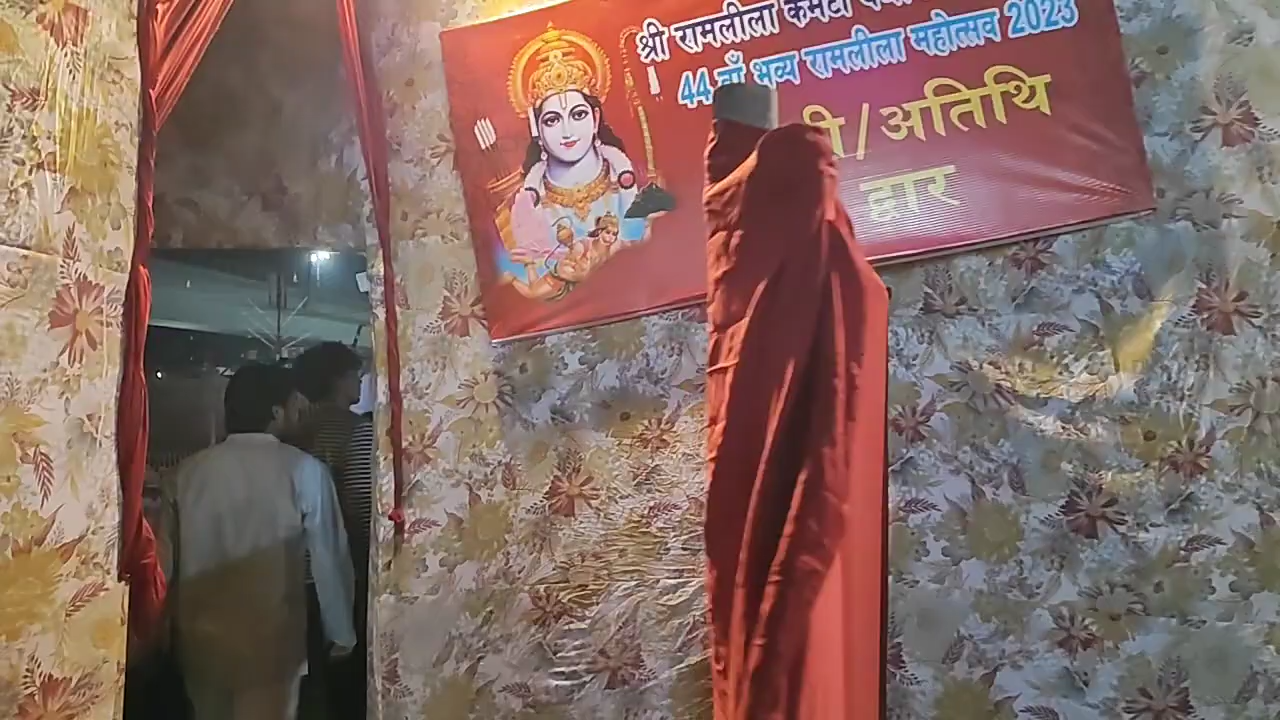 श्री रामलीला कमेटी
44 वाँ भव्य रामलीला महोत्सव 2023
/अतिथि
द्वार